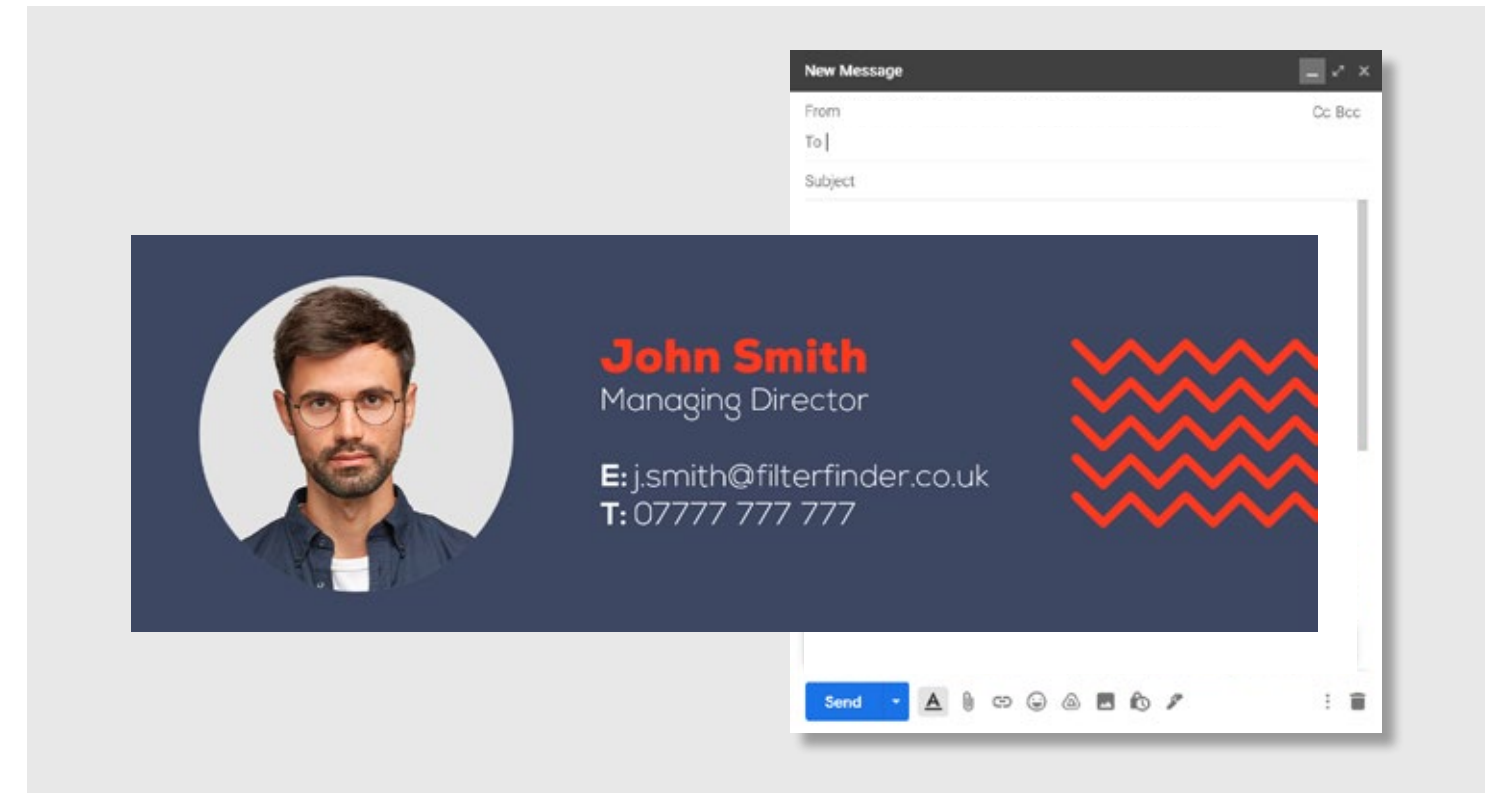 New Message
From Cc Bcc
To
Subject
John Smith
Managing Director
E: j.smith@filterfinder.co.uk
T: 07777 777 777
Send